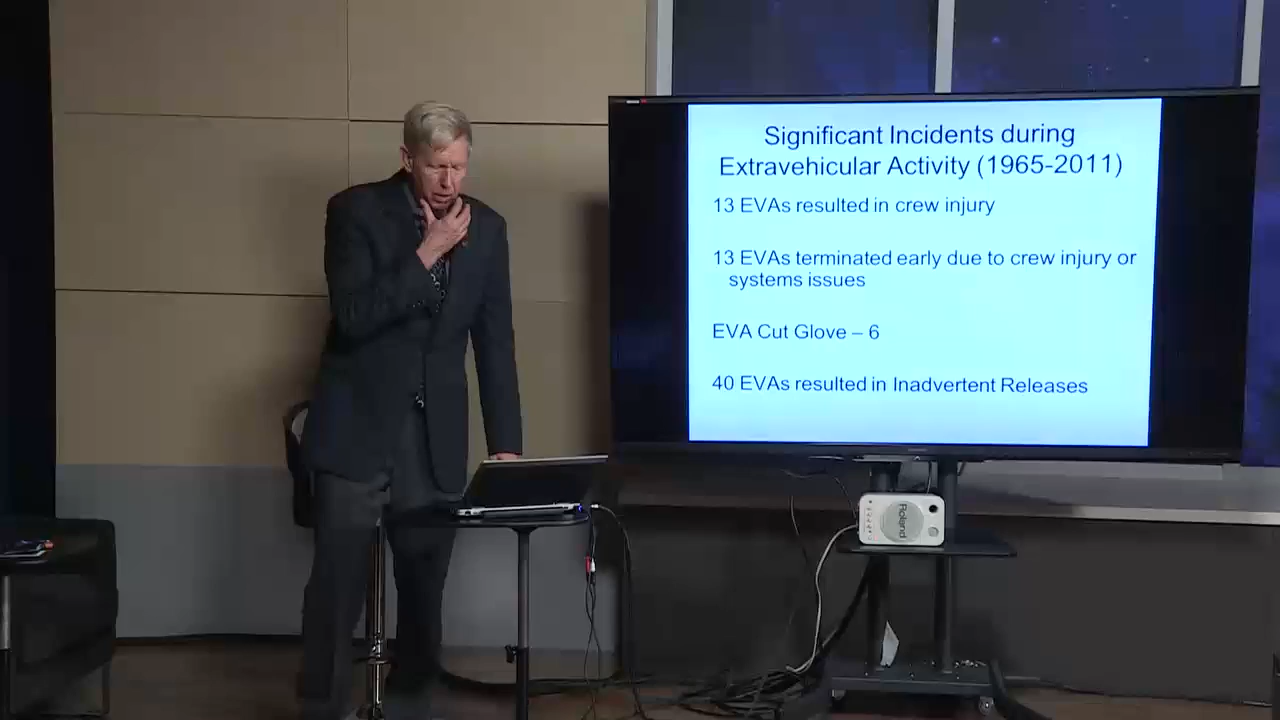 Significant Incidents during
Extravehicular Activity (1965-2011)
13 EVAs resulted in crew injury
13 EVAs terminated early due to crew injury or
systems issues
EVA Cut Glove – 6
40 EVAs resulted in Inadvertent Releases
Roland